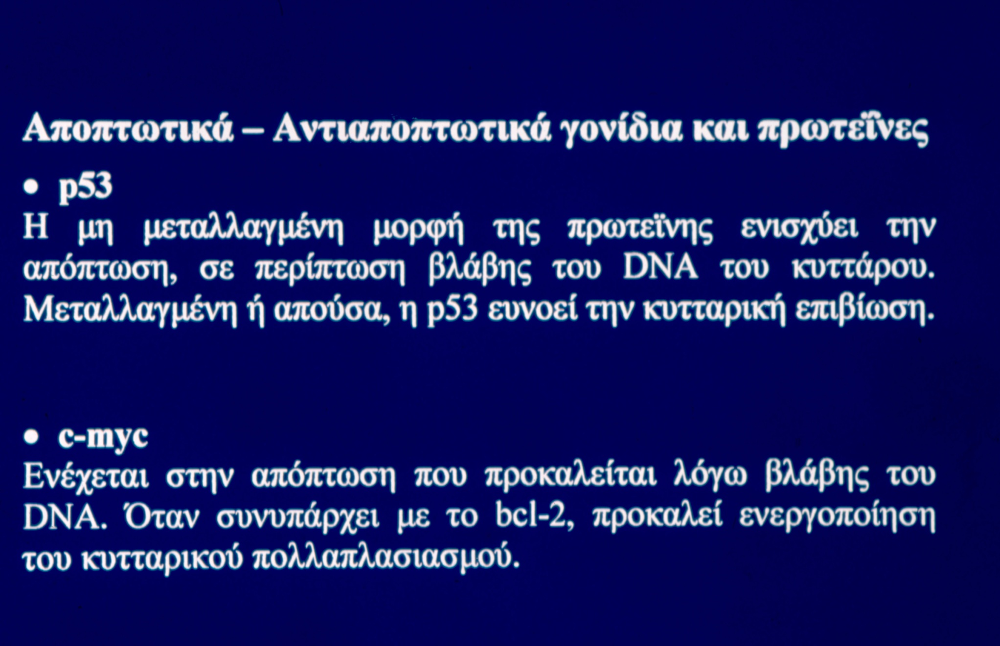 Αποπτωτικά – Αντιαποπτωτικά γονίδια και πρωτεΐνες
• p53
Η μη μεταλλαγμένη μορφή της πρωτεϊνης ενισχύει την
απόπτωση, σε περίπτωση βλάβης του DNA του κυττάρου.
Μεταλλαγμένη ή απούσα, η p53 ευνοεί την κυτταρική επιβίωση.
• c-myc
Ενέχεται στην απόπτωση που προκαλείται λόγω βλάβης του
DNA. Όταν συνυπάρχει με το bcl-2, προκαλεί ενεργοποίηση
του κυτταρικού πολλαπλασιασμού.